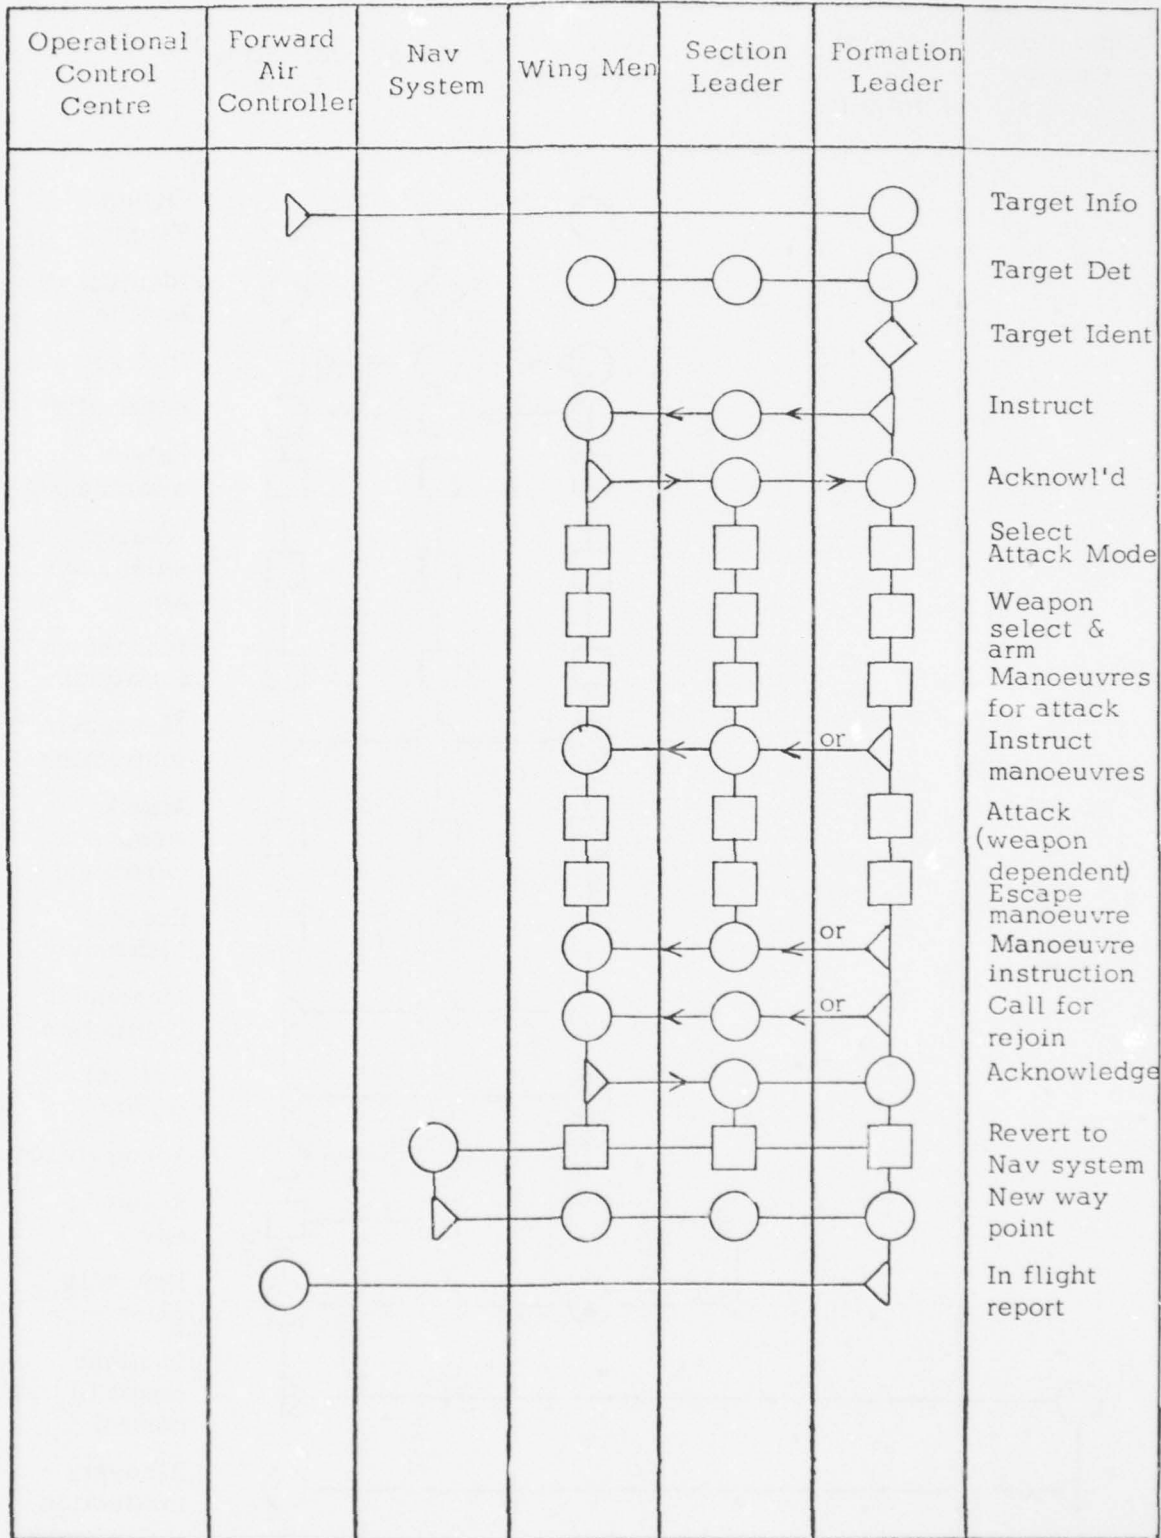 Operational
Control
Centre
Forward
Air
Controller
Nav
System
Wing Men
Section
Leader
Formation
Leader
Target Info
Target Det
Target Ident
Instruct
Acknowl'd
Select
Attack Mode
Weapon
select &
arm
Manoeuvres
for attack
or
Instruct
manoeuvres
Attack
(weapon
dependent)
Escape
manoeuvre
or
Manoeuvre
instruction
or
Call for
rejoin
Acknowledge
Revert to
Nav system
New way
point
In flight
report